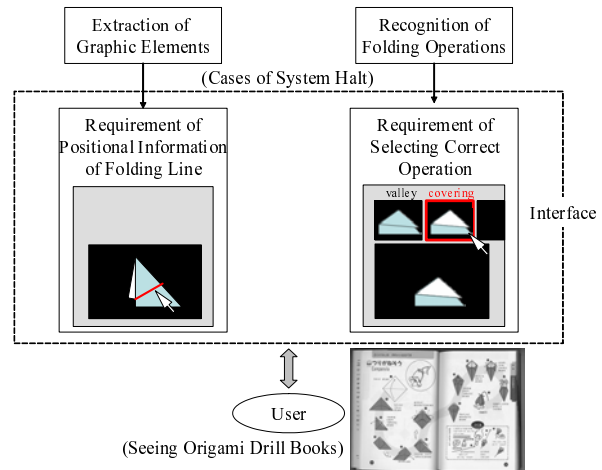 Extraction of
Graphic Elements
Recognition of
Folding Operations
(Cases of System Halt)
Requirement of
Positional Information
of Folding Line
Requirement of
Selecting Correct
Operation
valley covering
Interface
User
(Seeing Origami Drill Books)